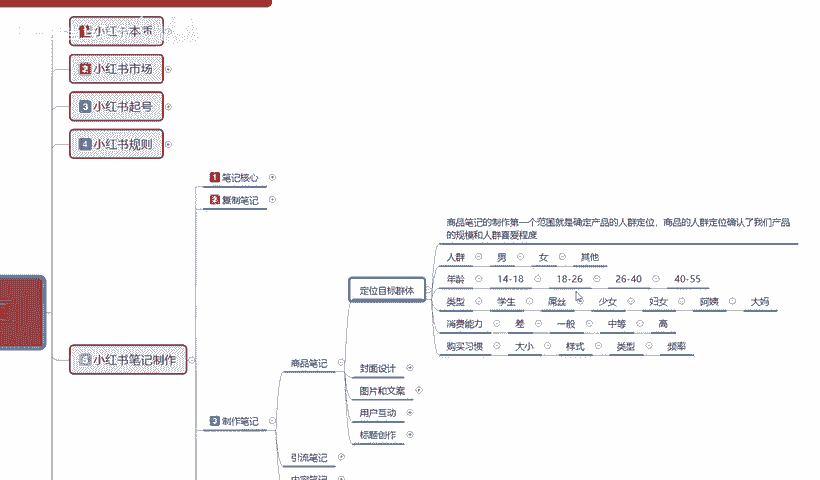 1 小红书本质
2 小红书市场
3 小红书起号
4 小红书规则
1 笔记核心
2 复制笔记
商品笔记的制作第一个范围就是确定产品的人群定位,商品的人群定位确认了我们产品
的规模和人群喜爱程度
人群 男 女 其他
年龄 14-18 18-26 26-40 40-55
定位目标群体
类型 学生 屌丝 少女 妇女 阿姨 大妈
消费能力 差 一般 中等 高
购买习惯 大小 样式 类型 频率
5 小红书笔记制作
商品笔记
封面设计
图片和文案
用户互动
3 制作笔记
标题创作
引流笔记
内容笔记